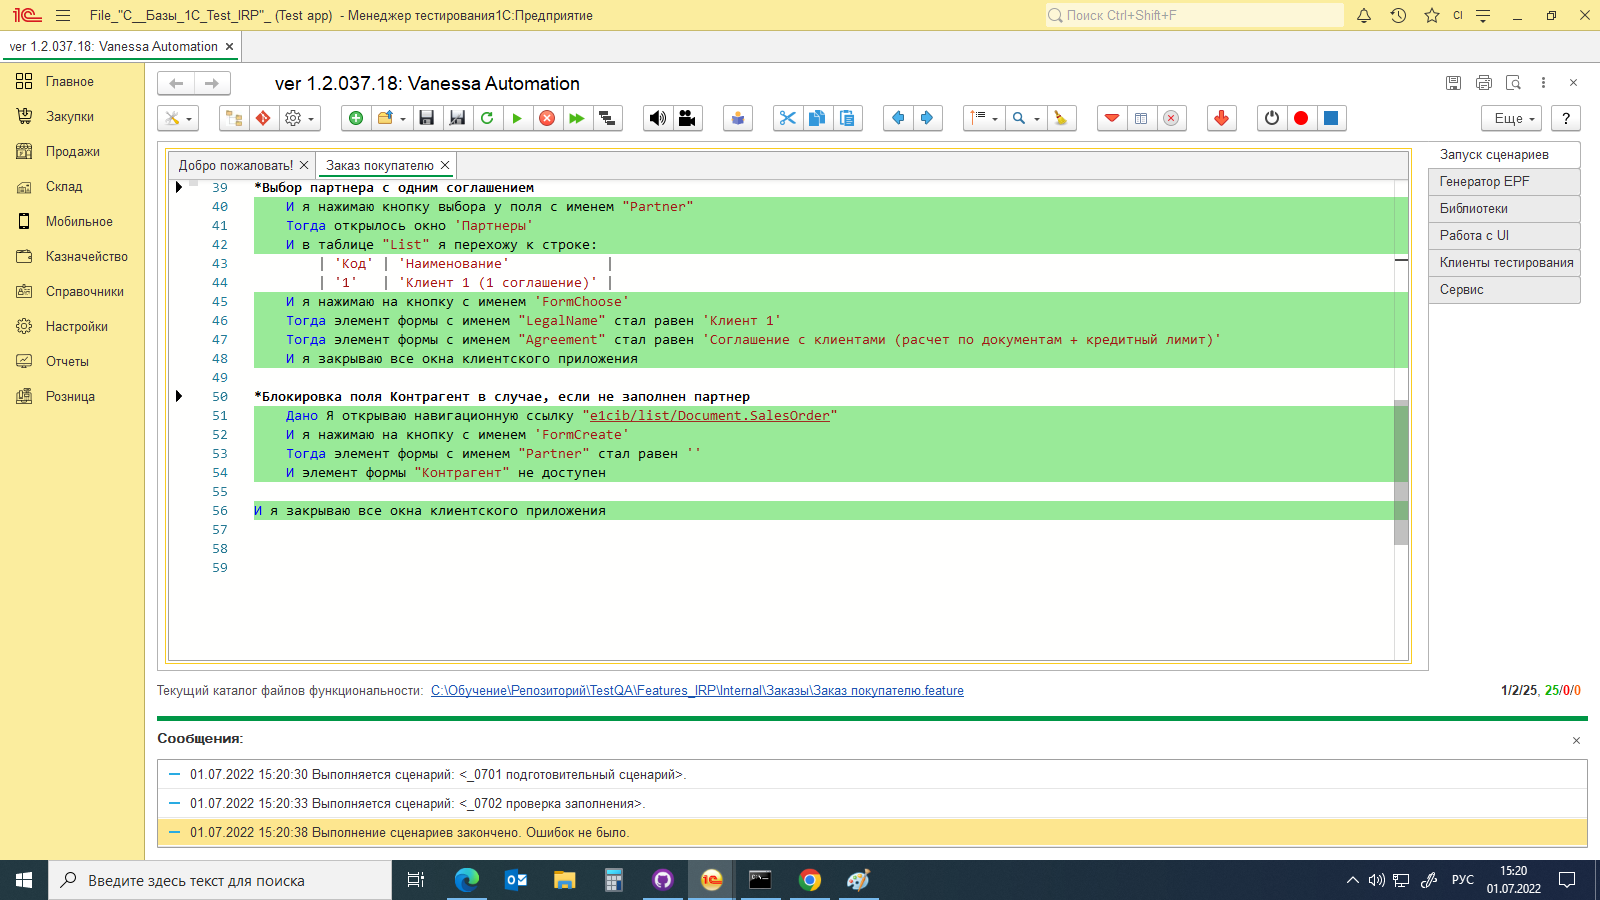 File_"C__Базы_1C_Test_IRP"_ (Test app) - Менеджер тестирования1С:Предприятие
Поиск Ctrl+Shift+F
CI
ver 1.2.037.18: Vanessa Automation ×
Главное
Закупки
Продажи
Склад
Мобильное
Казначейство
Справочники
Настройки
Отчеты
Розница
ver 1.2.037.18: Vanessa Automation
Еще
?
Добро пожаловать! ×
Заказ покупателю ×
39 *Выбор партнера с одним соглашением
40 И я нажимаю кнопку выбора у поля с именем "Partner"
41 Тогда открылось окно 'Партнеры'
42 И в таблице "List" я перехожу к строке:
43 | 'Код' | 'Наименование' |
44 | '1' | 'Клиент 1 (1 соглашение)' |
45 И я нажимаю на кнопку с именем 'FormChoose'
46 Тогда элемент формы с именем "LegalName" стал равен 'Клиент 1'
47 Тогда элемент формы с именем "Agreement" стал равен 'Соглашение с клиентами (расчет по документам + кредитный лимит)'
48 И я закрываю все окна клиентского приложения
49
50 *Блокировка поля Контрагент в случае, если не заполнен партнер
51 Дано Я открываю навигационную ссылку "e1cib/list/Document.SalesOrder"
52 И я нажимаю на кнопку с именем 'FormCreate'
53 Тогда элемент формы с именем "Partner" стал равен ''
54 И элемент формы "Контрагент" не доступен
55
56 И я закрываю все окна клиентского приложения
57
58
59
Запуск сценариев
Генератор EPF
Библиотеки
Работа с UI
Клиенты тестирования
Сервис
Текущий каталог файлов функциональности: C:\Обучение\Репозиторий\TestQA\Features_IRP\Internal\Заказы\Заказ покупателю.feature
1/2/25, 25/0/0
Сообщения:
01.07.2022 15:20:30 Выполняется сценарий: <_0701 подготовительный сценарий>.
01.07.2022 15:20:33 Выполняется сценарий: <_0702 проверка заполнения>.
01.07.2022 15:20:38 Выполнение сценариев закончено. Ошибок не было.
Введите здесь текст для поиска
РУС
15:20
01.07.2022